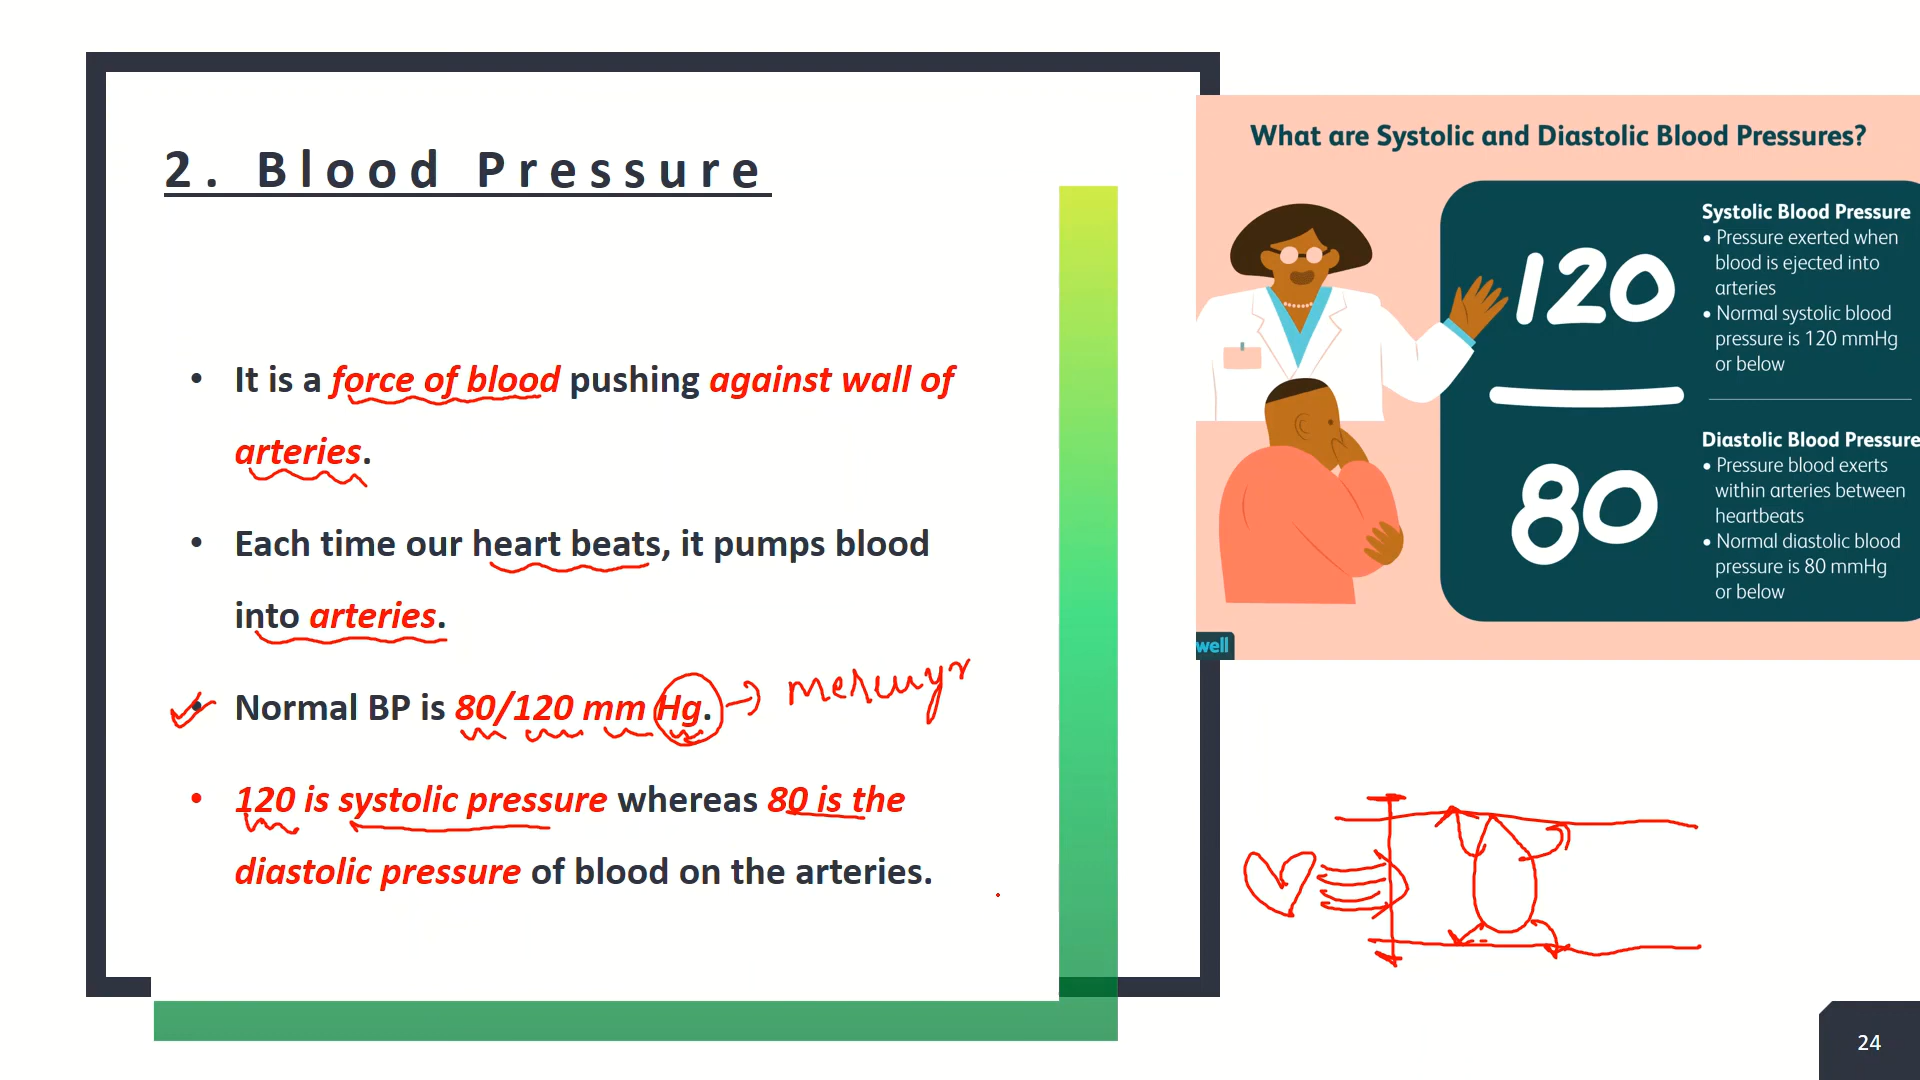 2. Blood Pressure
• It is a force of blood pushing against wall of
arteries.
• Each time our heart beats, it pumps blood
into arteries.
• Normal BP is 80/120 mm Hg.
mercuyr
• 120 is systolic pressure whereas 80 is the
diastolic pressure of blood on the arteries.
What are Systolic and Diastolic Blood Pressures?
120
80
Systolic Blood Pressure
• Pressure exerted when
blood is ejected into
arteries
• Normal systolic blood
pressure is 120 mmHg
or below
Diastolic Blood Pressure
• Pressure blood exerts
within arteries between
heartbeats
• Normal diastolic blood
pressure is 80 mmHg
or below
well
24